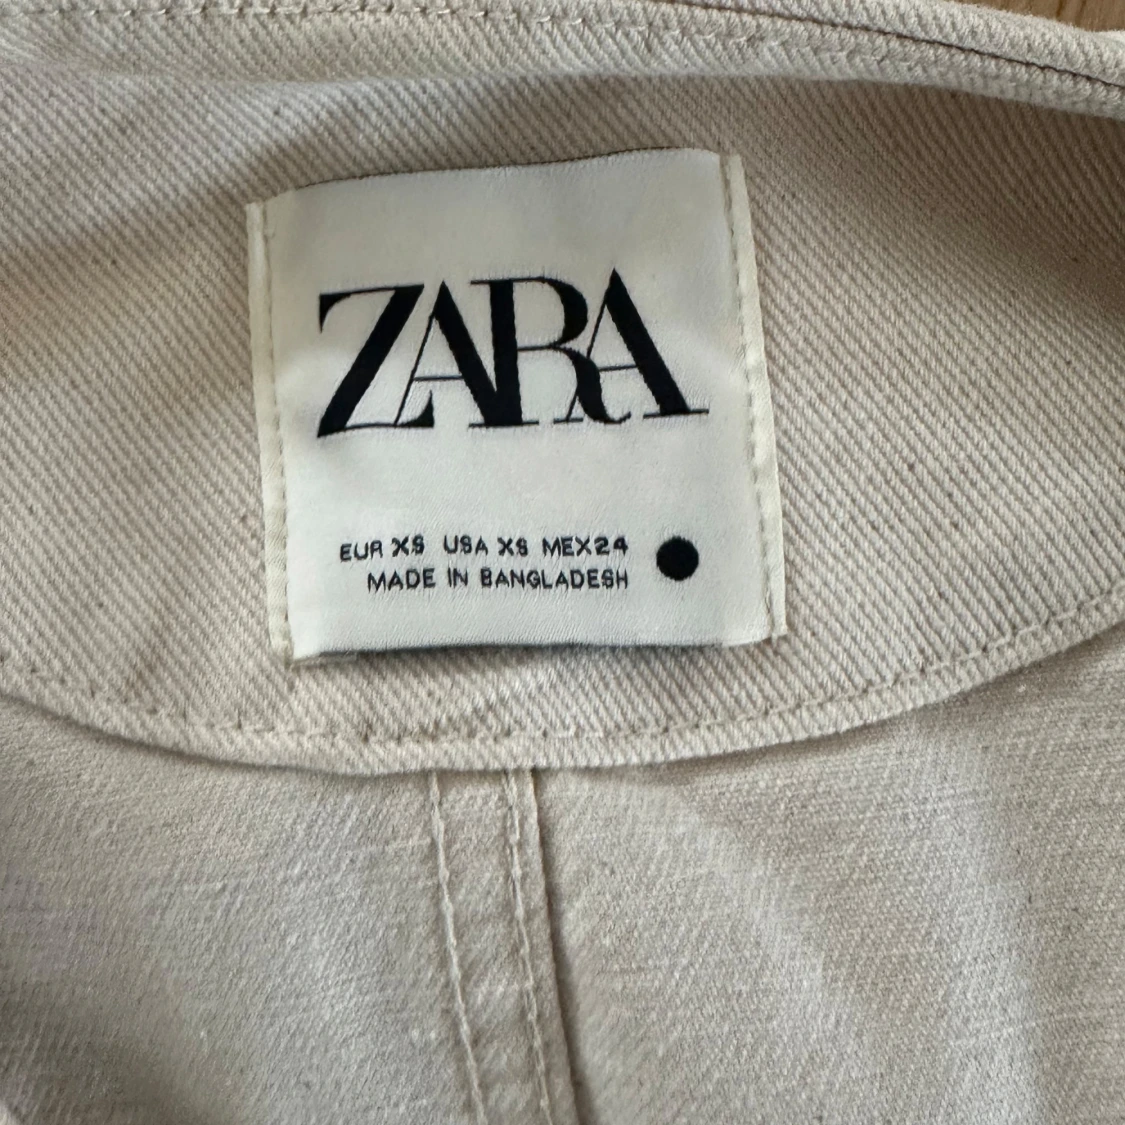 ZARA
EUR XS USA XS MEX24
MADE IN BANGLADESH